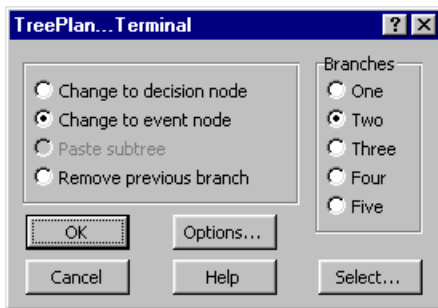 TreePlan...Terminal
Change to decision node
Change to event node
Paste subtree
Remove previous branch
Branches
One
Two
Three
Four
Five
OK
Options...
Cancel
Help
Select...